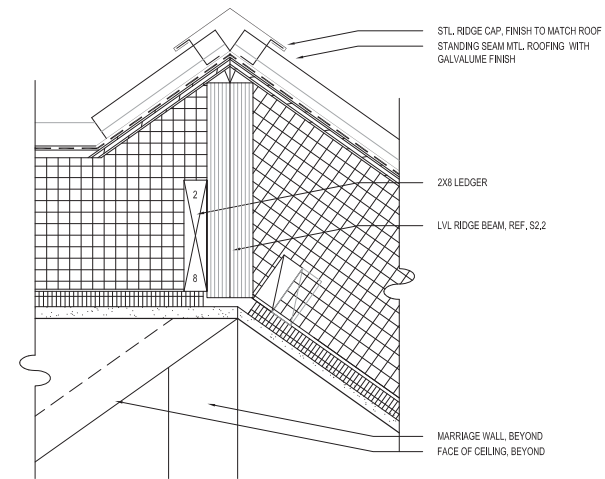 STL. RIDGE CAP, FINISH TO MATCH ROOF
STANDING SEAM MTL. ROOFING WITH
GALVALUME FINISH
2
2X8 LEDGER
LVL RIDGE BEAM, REF, S2,2
8
MARRIAGE WALL, BEYOND
FACE OF CEILING, BEYOND